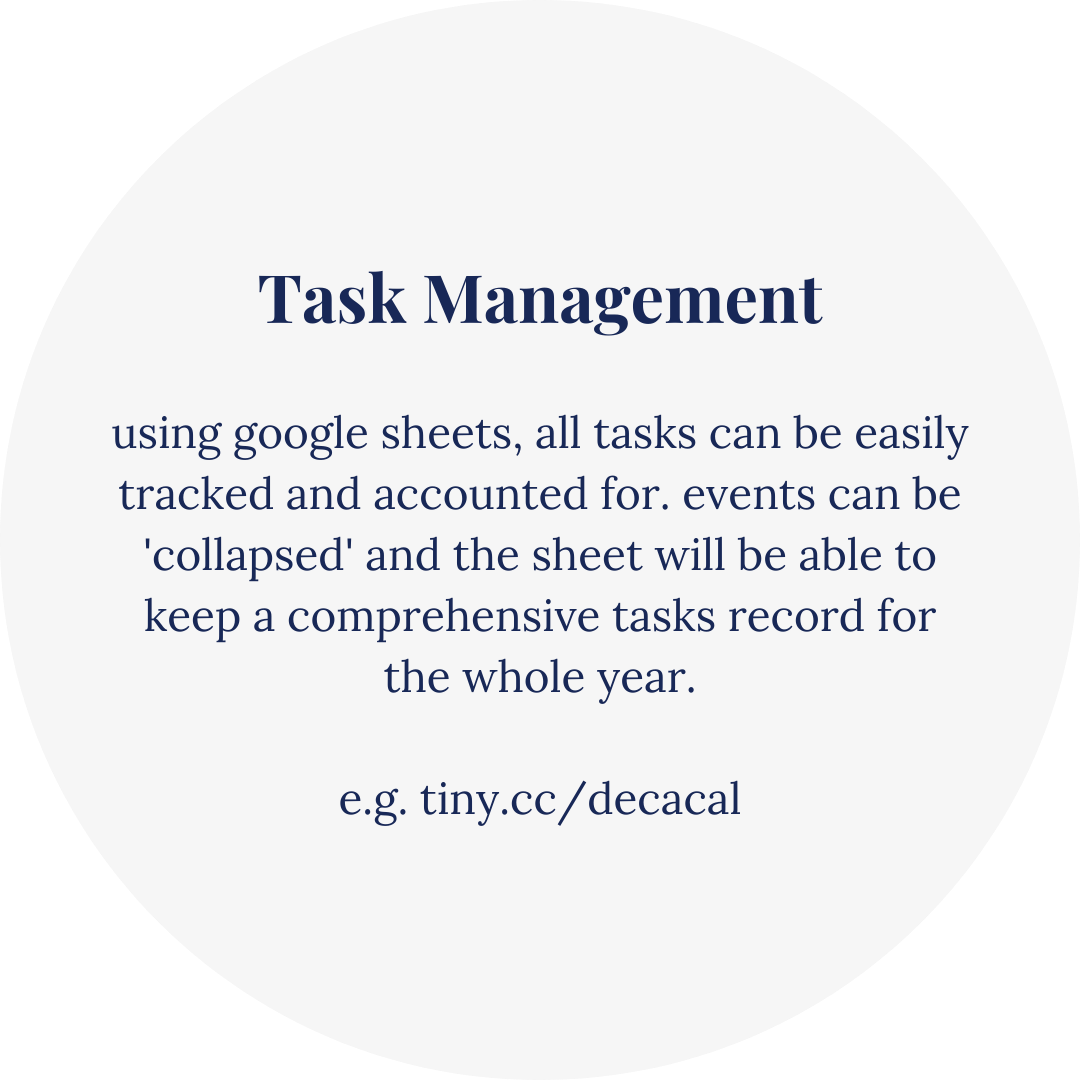 Task Management
using google sheets, all tasks can be easily
tracked and accounted for. events can be
'collapsed' and the sheet will be able to
keep a comprehensive tasks record for
the whole year.
e.g. tiny.cc/decacal